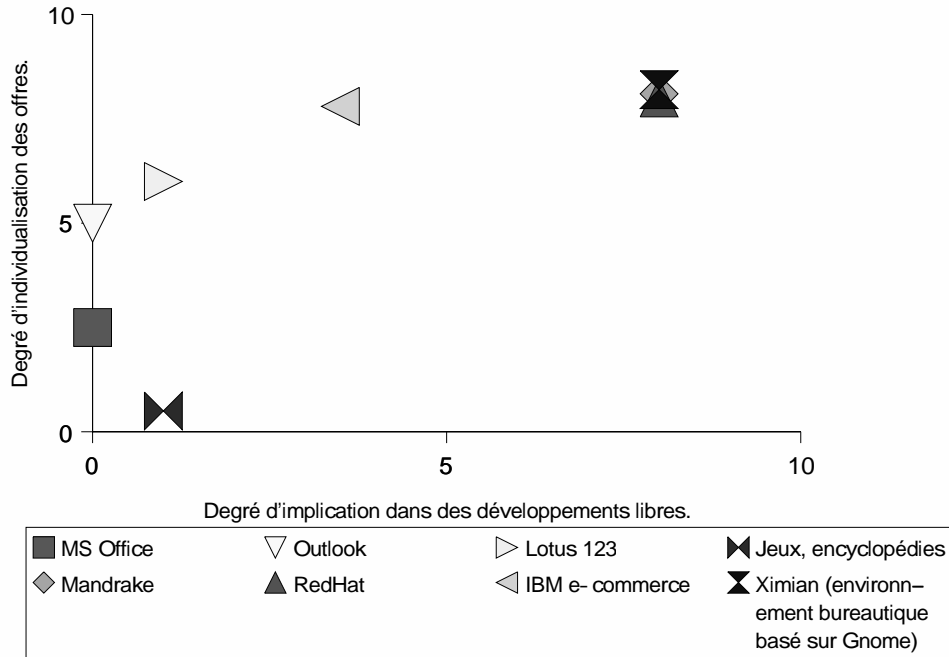 10
Degré d'individualisation des offres.
5
0
0
5
10
Degré d'implication dans des développements libres.
MS Office
Outlook
Lotus 123
Jeux, encyclopédies
Mandrake
RedHat
IBM e- commerce
Ximian (environn–
ement bureautique
basé sur Gnome)